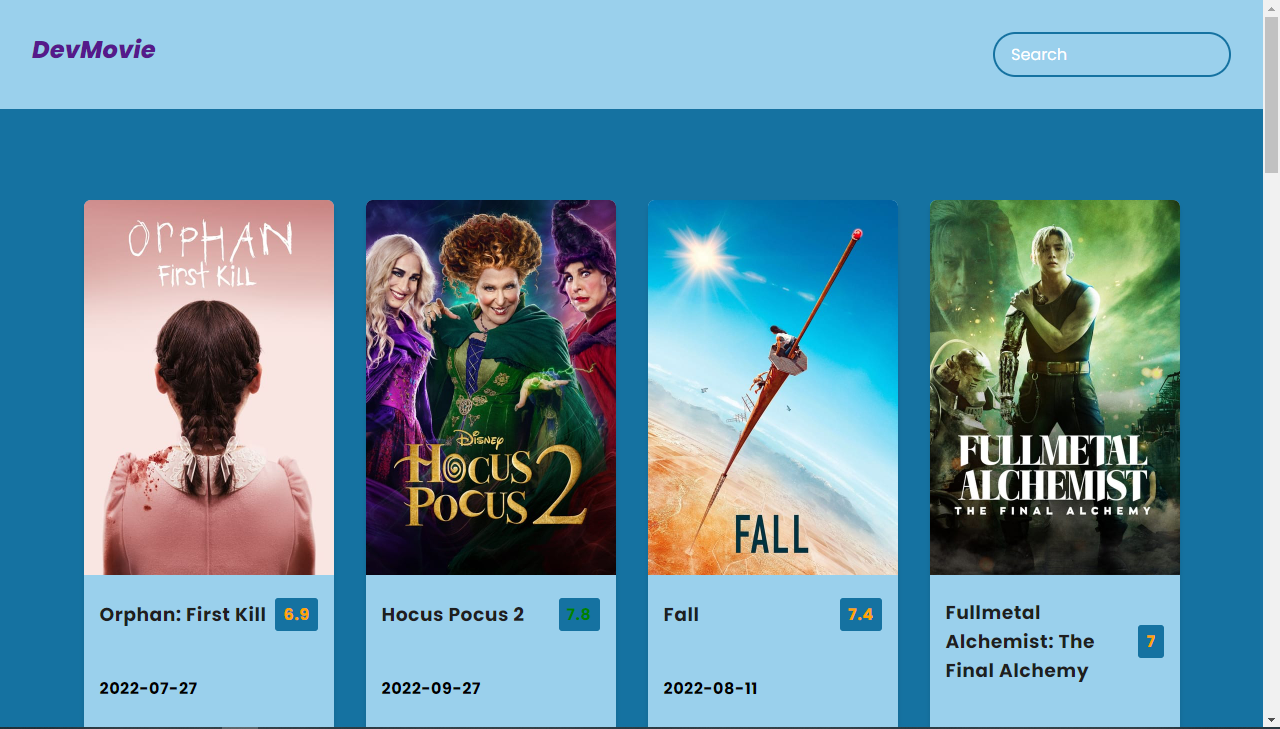 DevMovie
Search
ORPHAN
FIRST KILL
Disney
HOCUS
POCUS 2
FALL
FULLMETAL
ALCHEMIST
THE FINAL ALCHEMY
Orphan: First Kill 6.9
2022-07-27
Hocus Pocus 2 7.8
2022-09-27
Fall 7.4
2022-08-11
Fullmetal
Alchemist: The
Final Alchemy
7